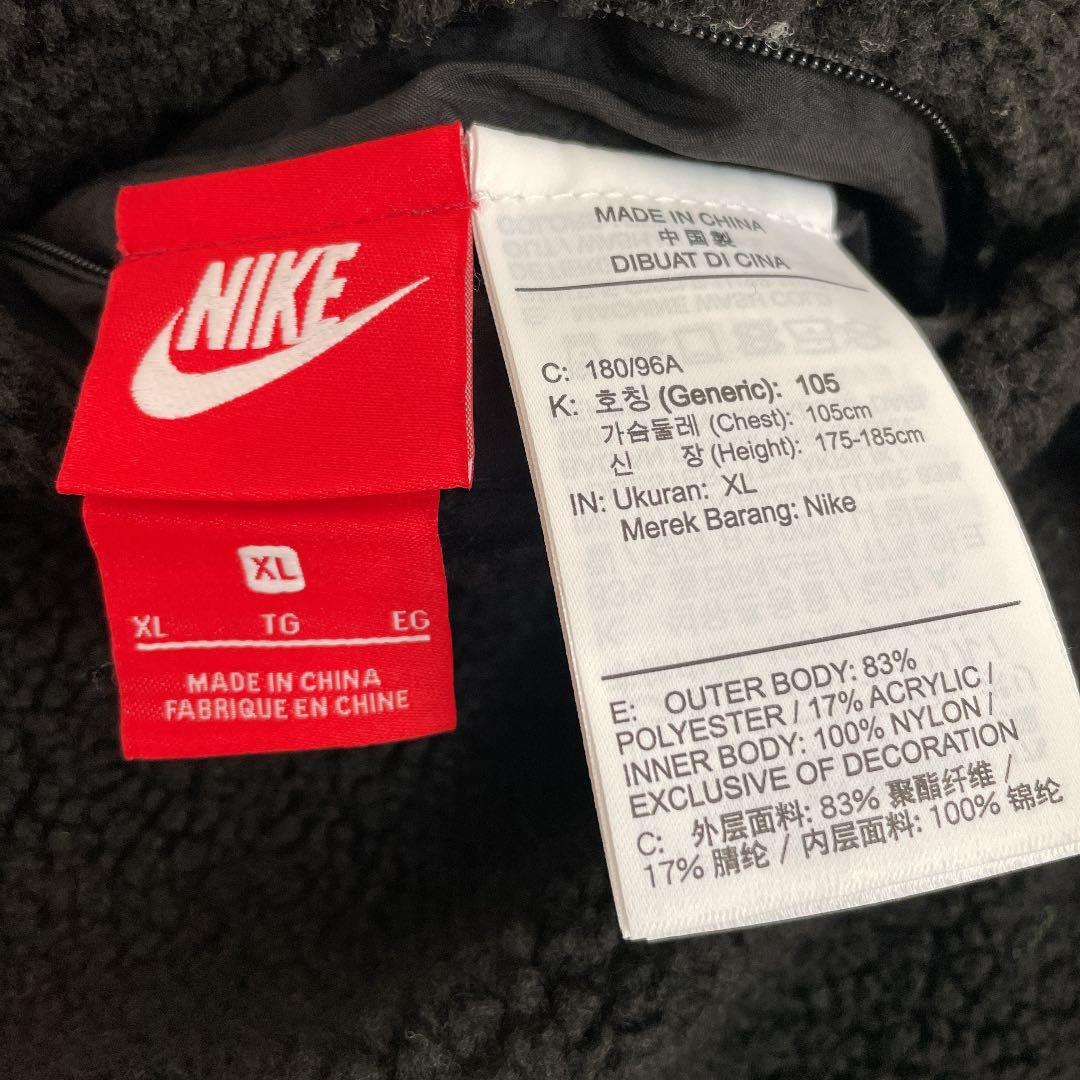 NIKE
XL
XL TG EG
MADE IN CHINA
FABRIQUE EN CHINE
MADE IN CHINA
中国製
DIBUAT DI CINA
C: 180/96A
K: 호칭 (Generic): 105
가슴둘레 (Chest): 105cm
신 장 (Height): 175-185cm
IN: Ukuran: XL
Merek Barang: Nike
E: OUTER BODY: 83%
POLYESTER / 17% ACRYLIC /
INNER BODY: 100% NYLON /
EXCLUSIVE OF DECORATION
C: 外层面料: 83% 聚酯纤维 /
17% 腈纶 / 内层面料: 100% 锦纶